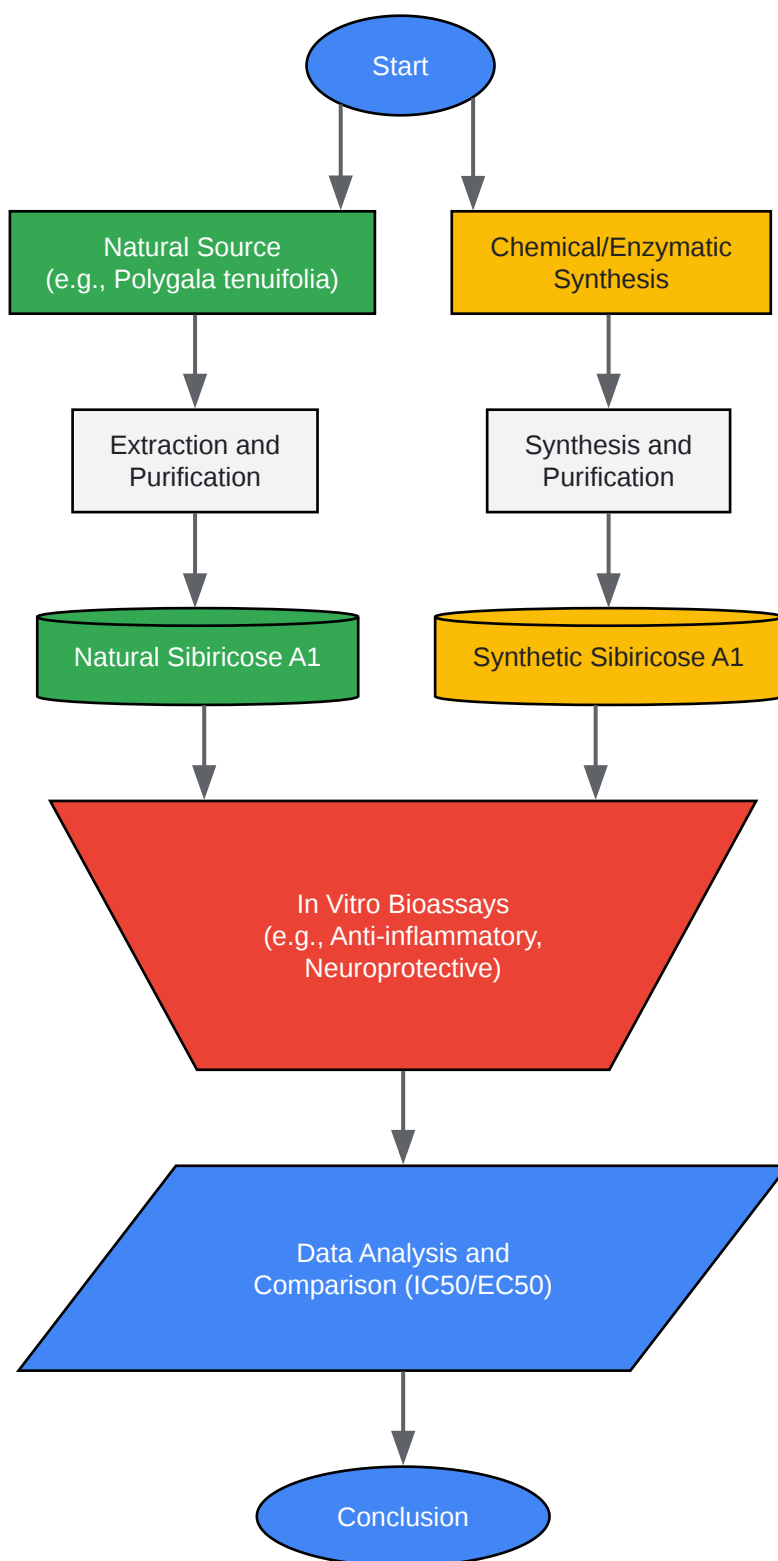 Start
Natural Source
(e.g., Polygala tenuifolia)
Chemical/Enzymatic
Synthesis
Extraction and
Purification
Synthesis and
Purification
Natural Sibiricose A1
Synthetic Sibiricose A1
In Vitro Bioassays
(e.g., Anti-inflammatory,
Neuroprotective)
Data Analysis and
Comparison (IC50/EC50)
Conclusion